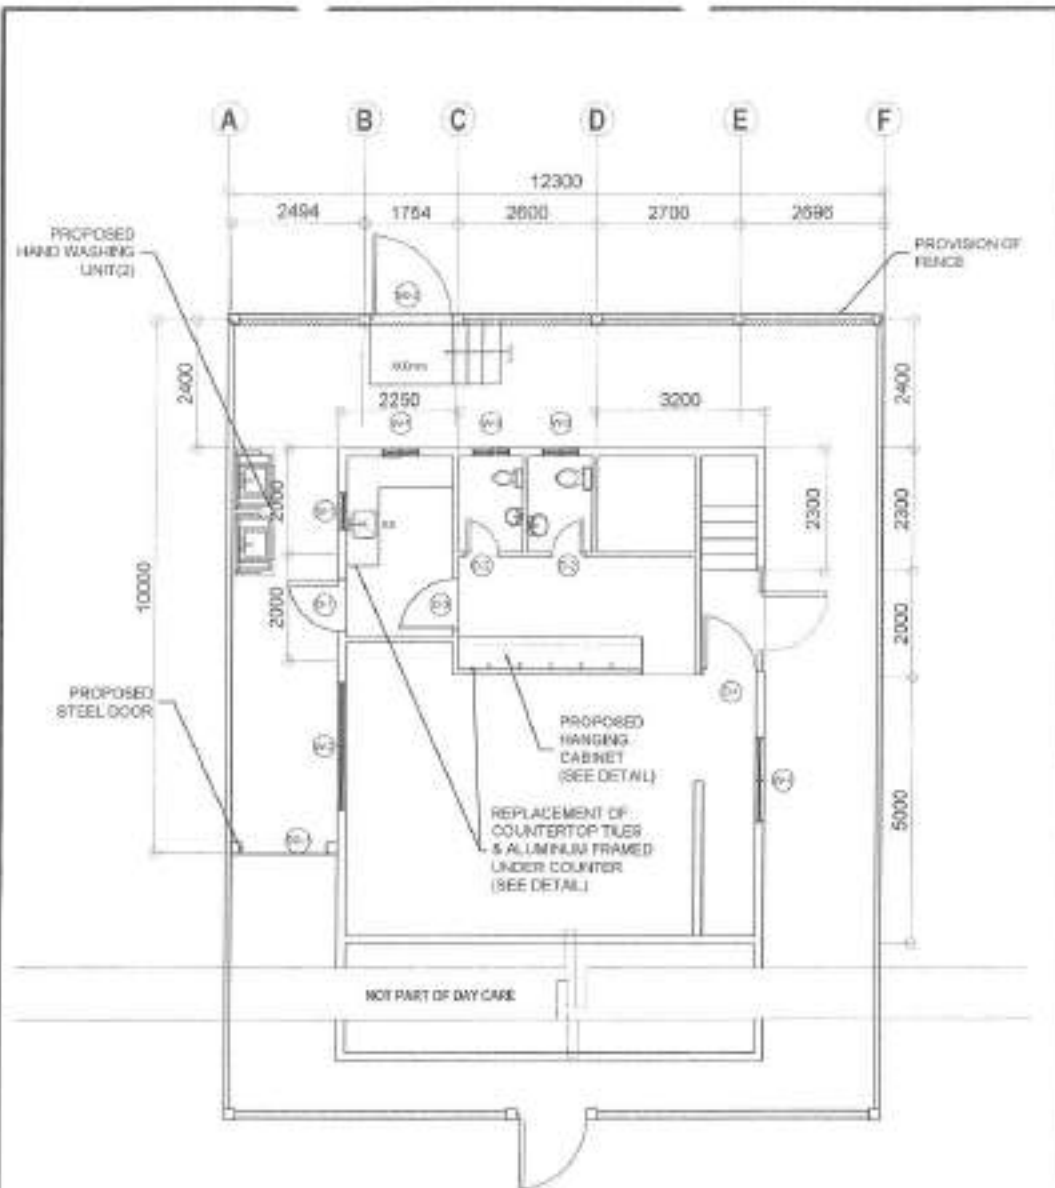 A B C D E F
12300
2494 1754 2600 2700 2696
PROPOSED
HAND WASHING
UNIT(2)
PROVISION OF
FENCE
2400
2400
2250
3200
2000
2300
2300
10000
2000
2000
PROPOSED
STEEL DOOR
PROPOSED
HANGING
CABINET
(SEE DETAIL)
REPLACEMENT OF
COUNTERTOP TILES
& ALUMINUM FRAMED
UNDER COUNTER
(SEE DETAIL)
5000
NOT PART OF DAY CARE